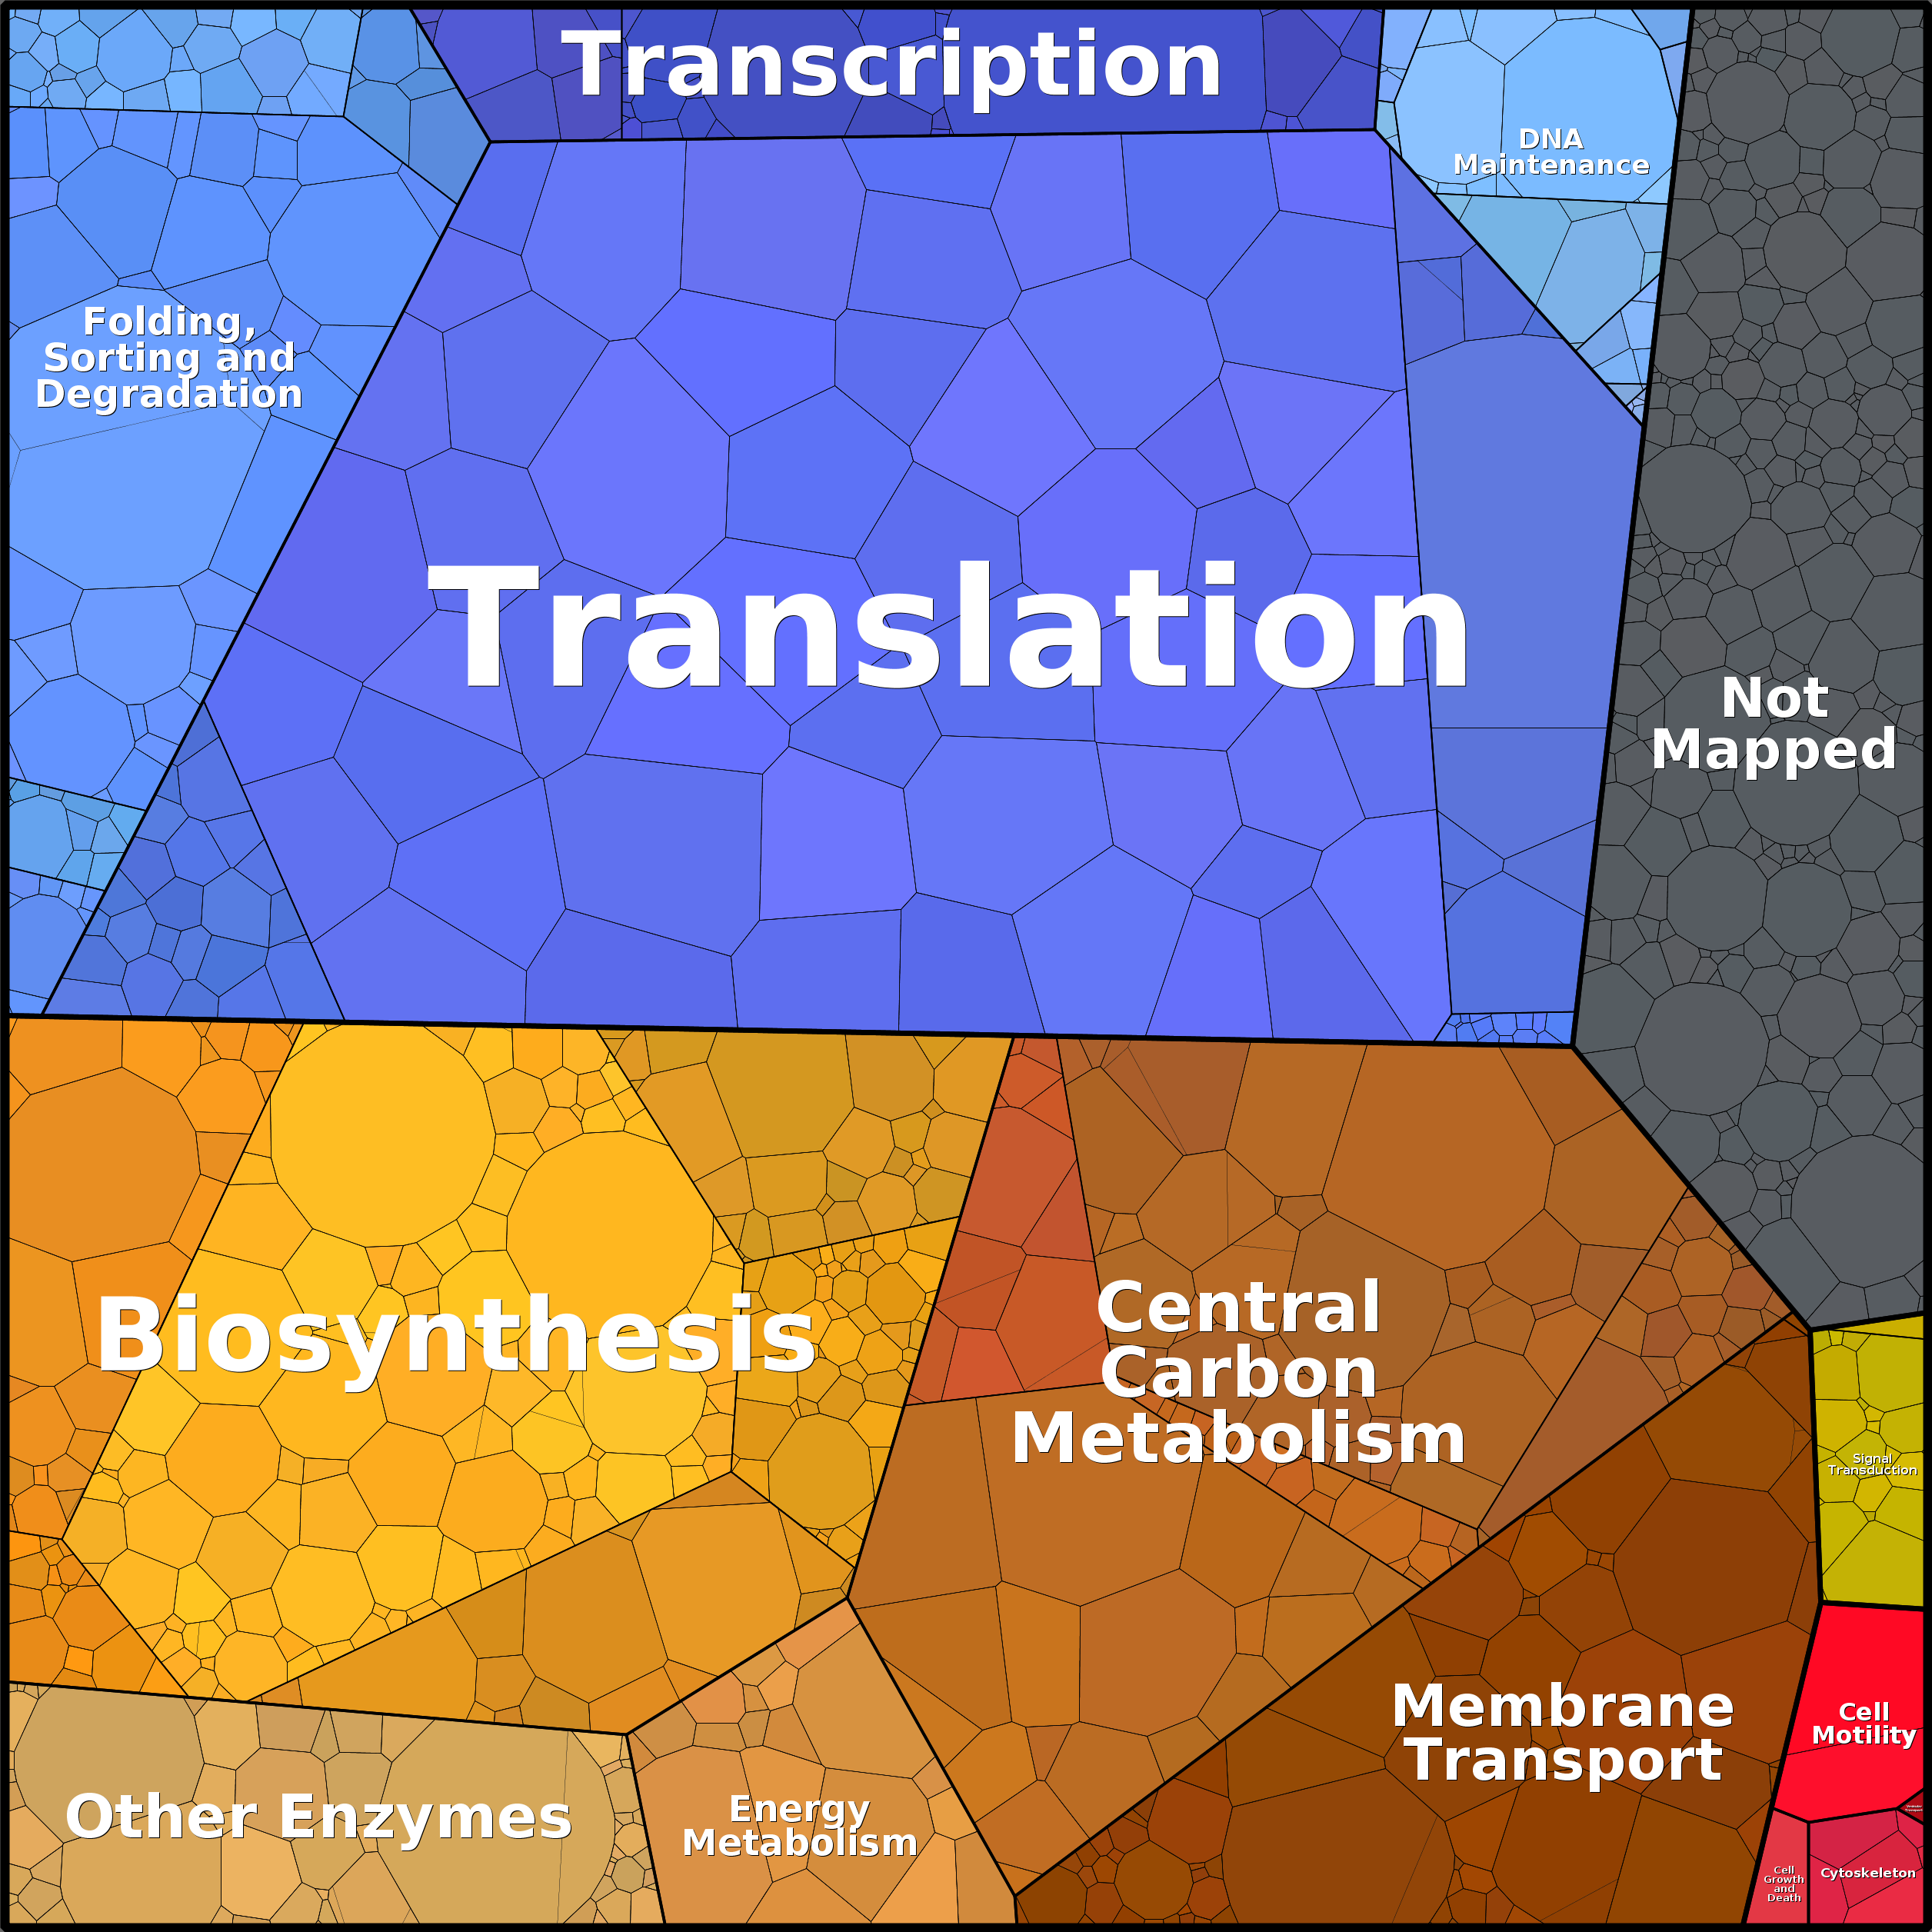 Transcription
DNA
Maintenance
Folding,
Sorting and
Degradation
Translation
Not
Mapped
Biosynthesis
Central
Carbon
Metabolism
Signal
Transduction
Membrane
Transport
Cell
Motility
Other Enzymes
Energy
Metabolism
Cell
Growth
and
Death
Cytoskeleton